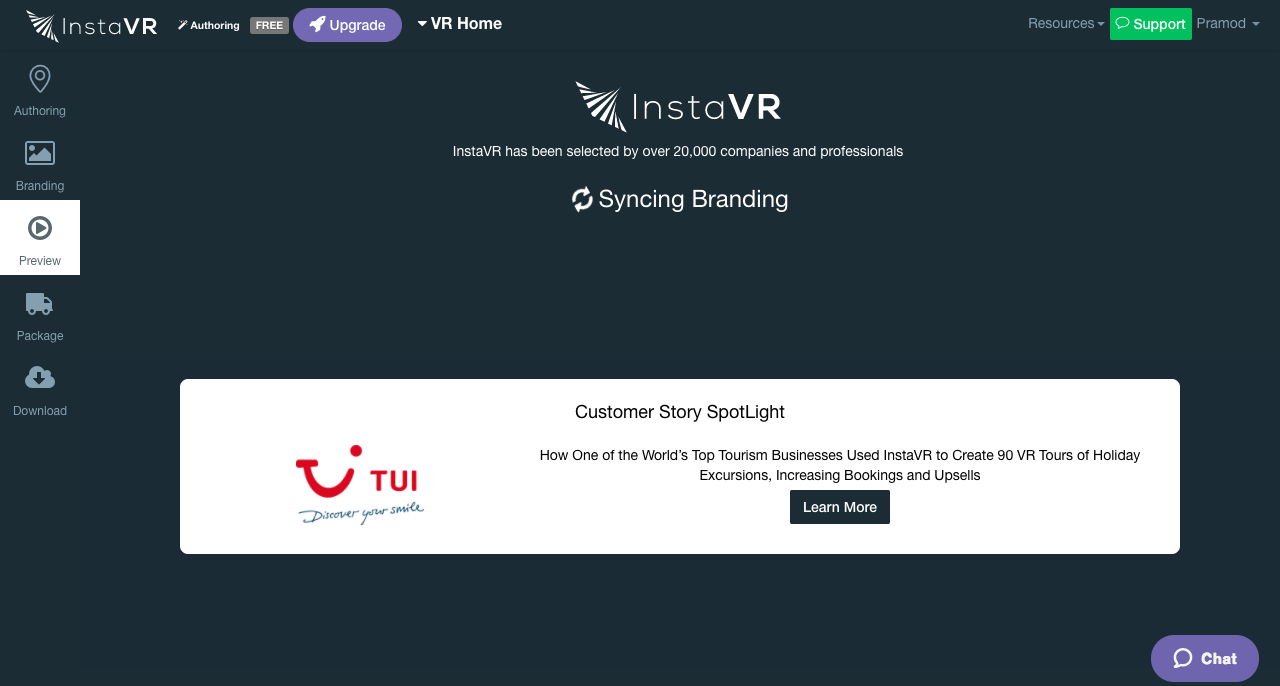 InstaVR Authoring FREE Upgrade VR Home Resources Support Pramod
Authoring
Branding
Preview
Package
Download
InstaVR
InstaVR has been selected by over 20,000 companies and professionals
Syncing Branding
Customer Story SpotLight
TUI
Discover your smile
How One of the World's Top Tourism Businesses Used InstaVR to Create 90 VR Tours of Holiday
Excursions, Increasing Bookings and Upsells
Learn More
Chat